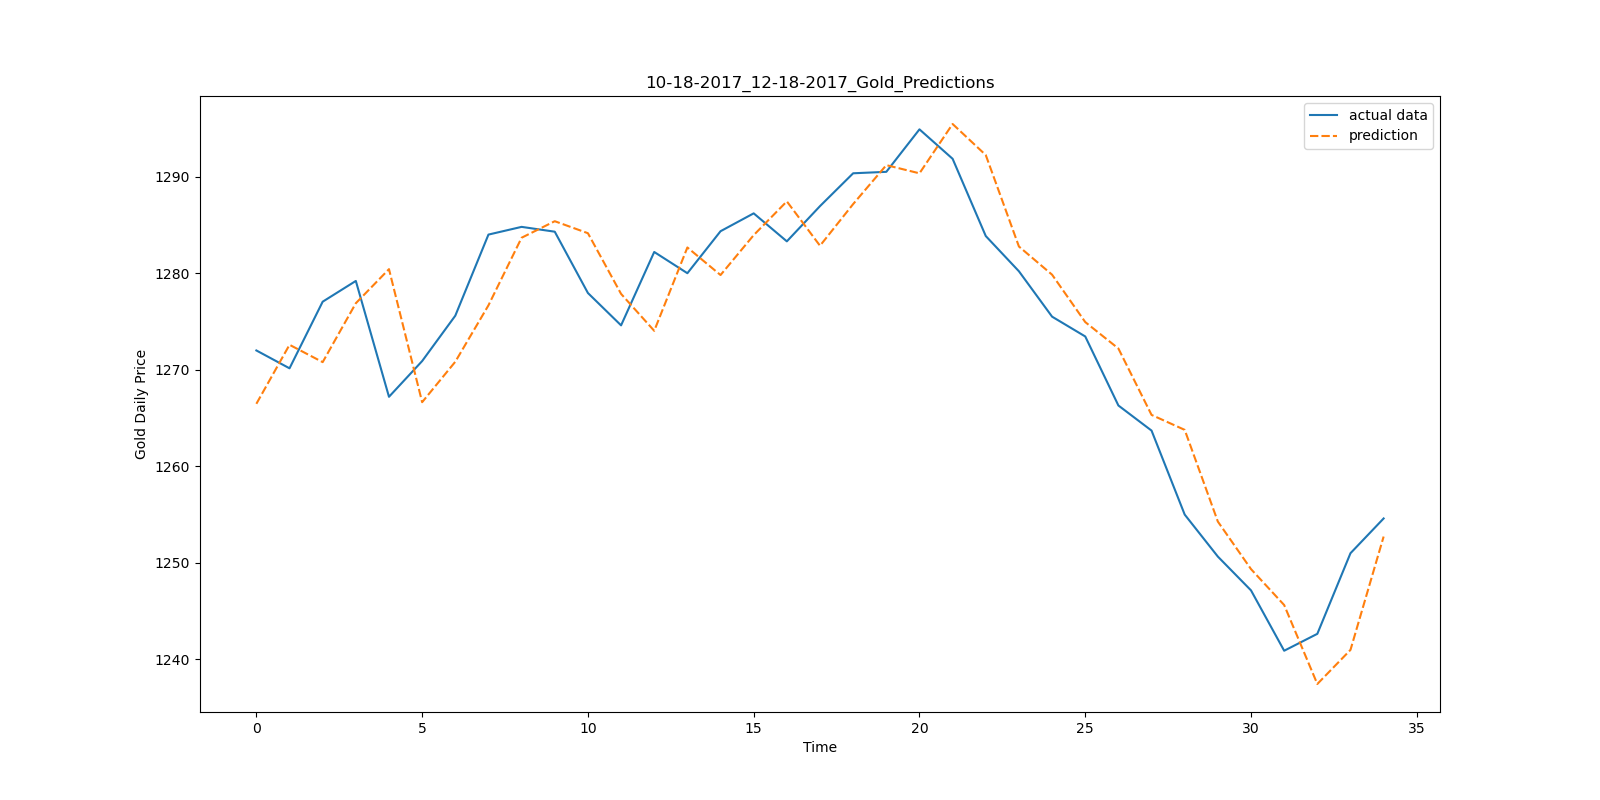 10-18-2017_12-18-2017_Gold_Predictions
actual data
prediction
Gold Daily Price
1290
1280
1270
1260
1250
1240
0 5 10 15 20 25 30 35
Time